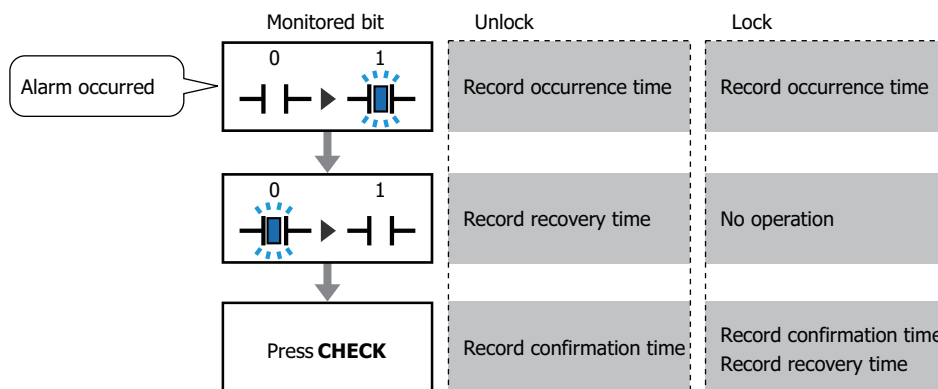 Monitored bit Unlock Lock
0 1
Alarm occurred Record occurrence time Record occurrence time
0 1
Record recovery time No operation
Press CHECK Record confirmation time Record confirmation time
Record recovery time